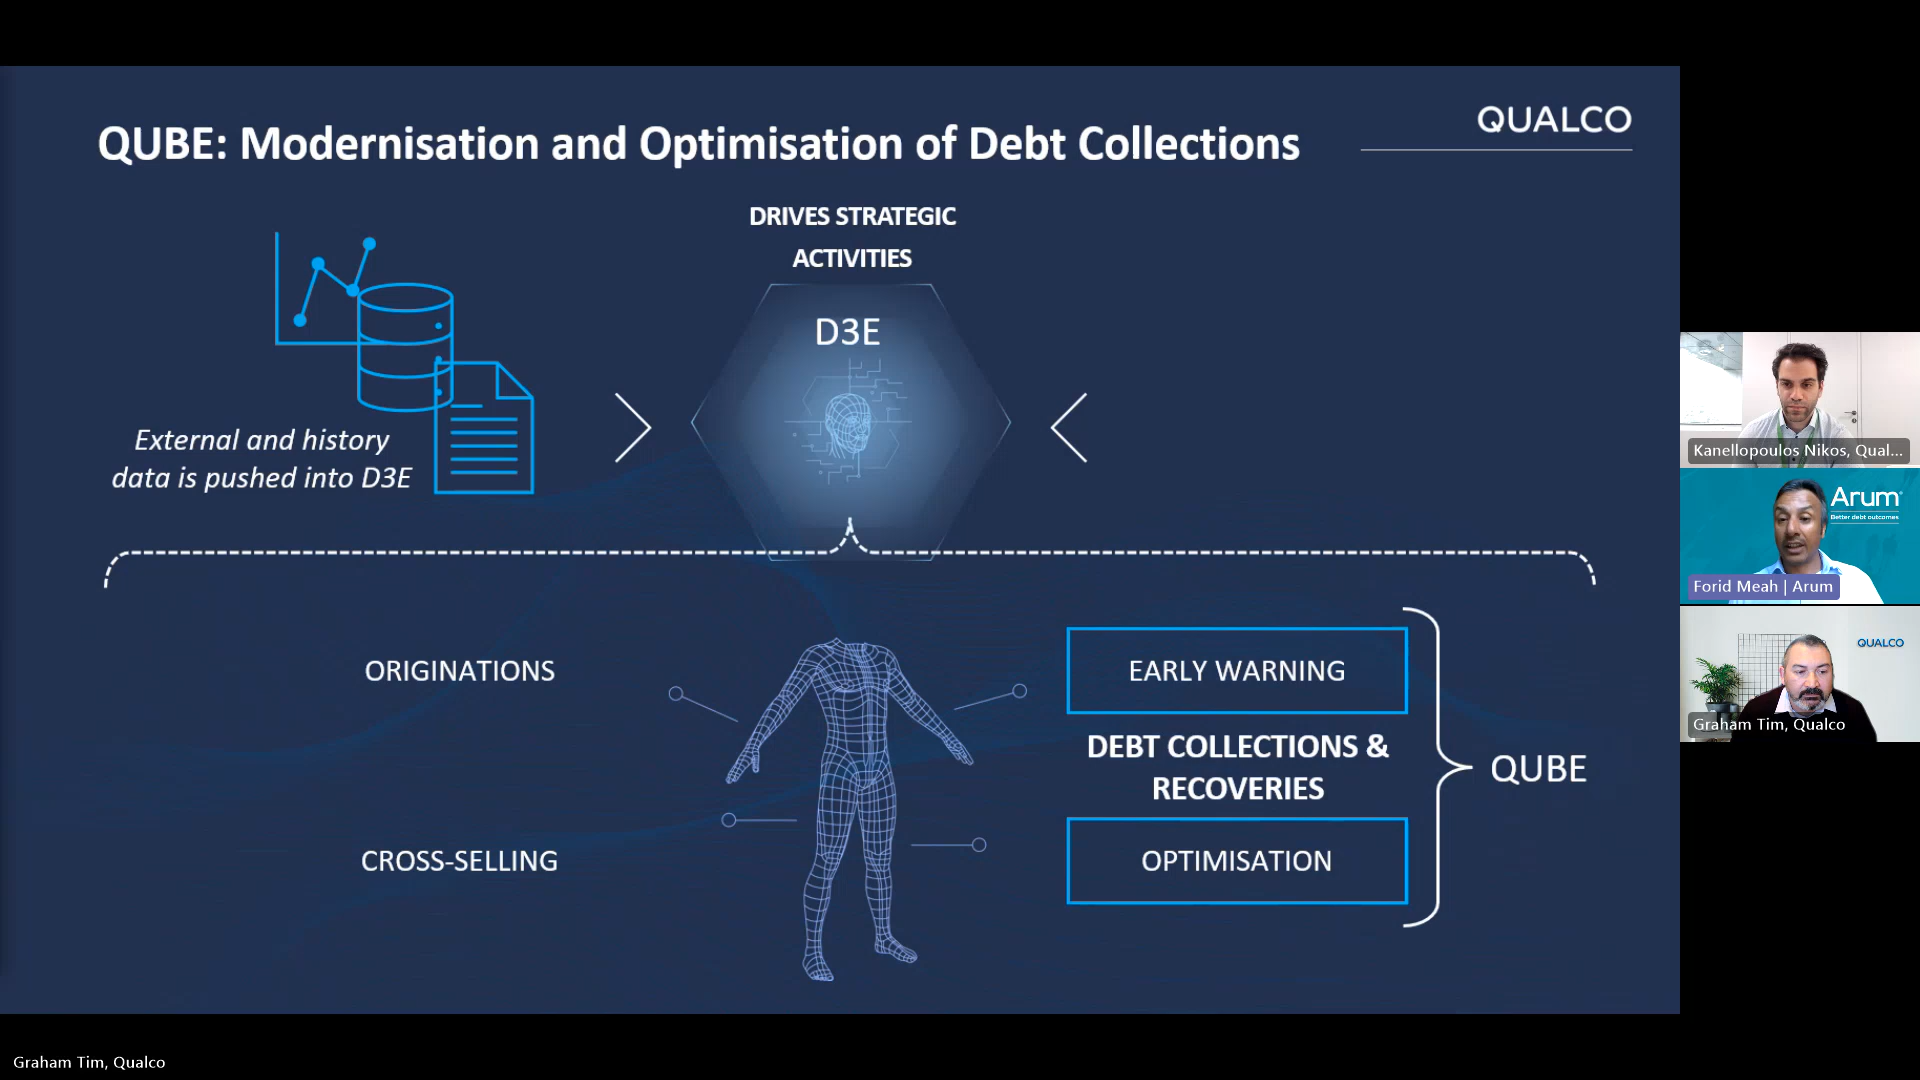 QUALCO
QUBE: Modernisation and Optimisation of Debt Collections
DRIVES STRATEGIC
ACTIVITIES
D3E
External and history
data is pushed into D3E
ORIGINATIONS
CROSS-SELLING
EARLY WARNING
DEBT COLLECTIONS &
RECOVERIES
OPTIMISATION
QUBE
Kanellopoulos Nikos, Qual...
Arum
Better debt outcomes
Forid Meah | Arum
QUALCO
Graham Tim, Qualco
Graham Tim, Qualco